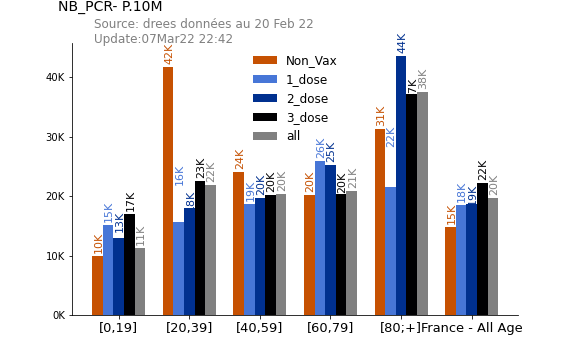 NB_PCR- P.10M
Source: drees données au 20 Feb 22
Update:07Mar22 22:42
Non_Vax
1_dose
2_dose
3_dose
all
40K
30K
20K
10K
0K
10K 15K 13K 17K 11K
42K 16K 18K 23K 22K
24K 19K 20K 20K 20K
20K 26K 25K 20K 21K
31K 22K 44K 37K 38K
15K 18K 19K 22K 20K
[0,19] [20,39] [40,59] [60,79] [80;+] France - All Age